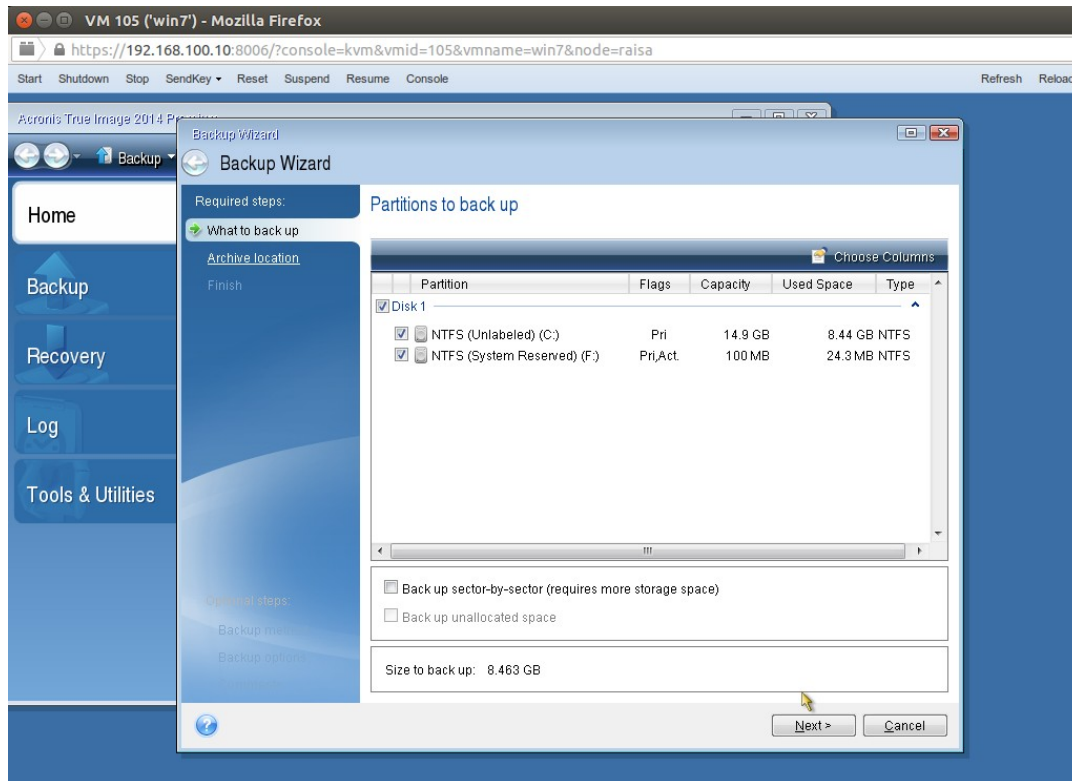 VM 105 ('win7') - Mozilla Firefox
https://192.168.100.10:8006/?console=kvm&vmid=105&vmname=win7&node=raisa
Start Shutdown Stop SendKey Reset Suspend Resume Console Refresh
Acronis True Image 2014
Backup
Home
Backup
Recovery
Log
Tools & Utilities
Backup Wizard
Backup Wizard
Required steps:
What to back up
Archive location
Finish
Optional steps:
Backup
Backup options
Partitions to back up
Choose Columns
Partition Flags Capacity Used Space Type
Disk 1
NTFS (Unlabeled) (C:) Pri 14.9 GB 8.44 GB NTFS
NTFS (System Reserved) (F:) Pri,Act. 100 MB 24.3 MB NTFS
Back up sector-by-sector (requires more storage space)
Back up unallocated space
Size to back up: 8.463 GB
Next > Cancel